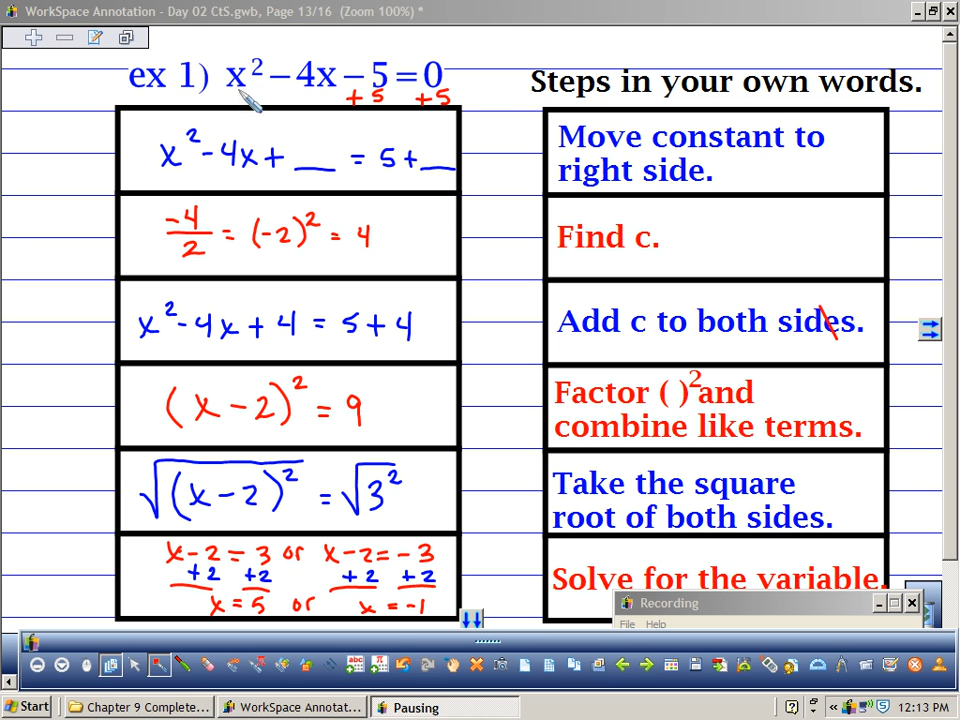 WorkSpace Annotation - Day 02 CtS.gwb, Page 13/16 (Zoom 100%) *
ex 1) x² - 4x - 5 = 0
+5 +5
Steps in your own words.
x² - 4x + __ = 5 + __
Move constant to
right side.
-4/2 = (-2)² = 4
Find c.
x² - 4x + 4 = 5 + 4
Add c to both sides.
(x - 2)² = 9
Factor ( )² and
combine like terms.
√(x - 2)² = √3²
Take the square
root of both sides.
x - 2 = 3 or x - 2 = -3
+2 +2 +2 +2
x = 5 or x = -1
Solve for the variable.
Recording
File Help
Start
Chapter 9 Complete...
WorkSpace Annotat...
Pausing
12:13 PM